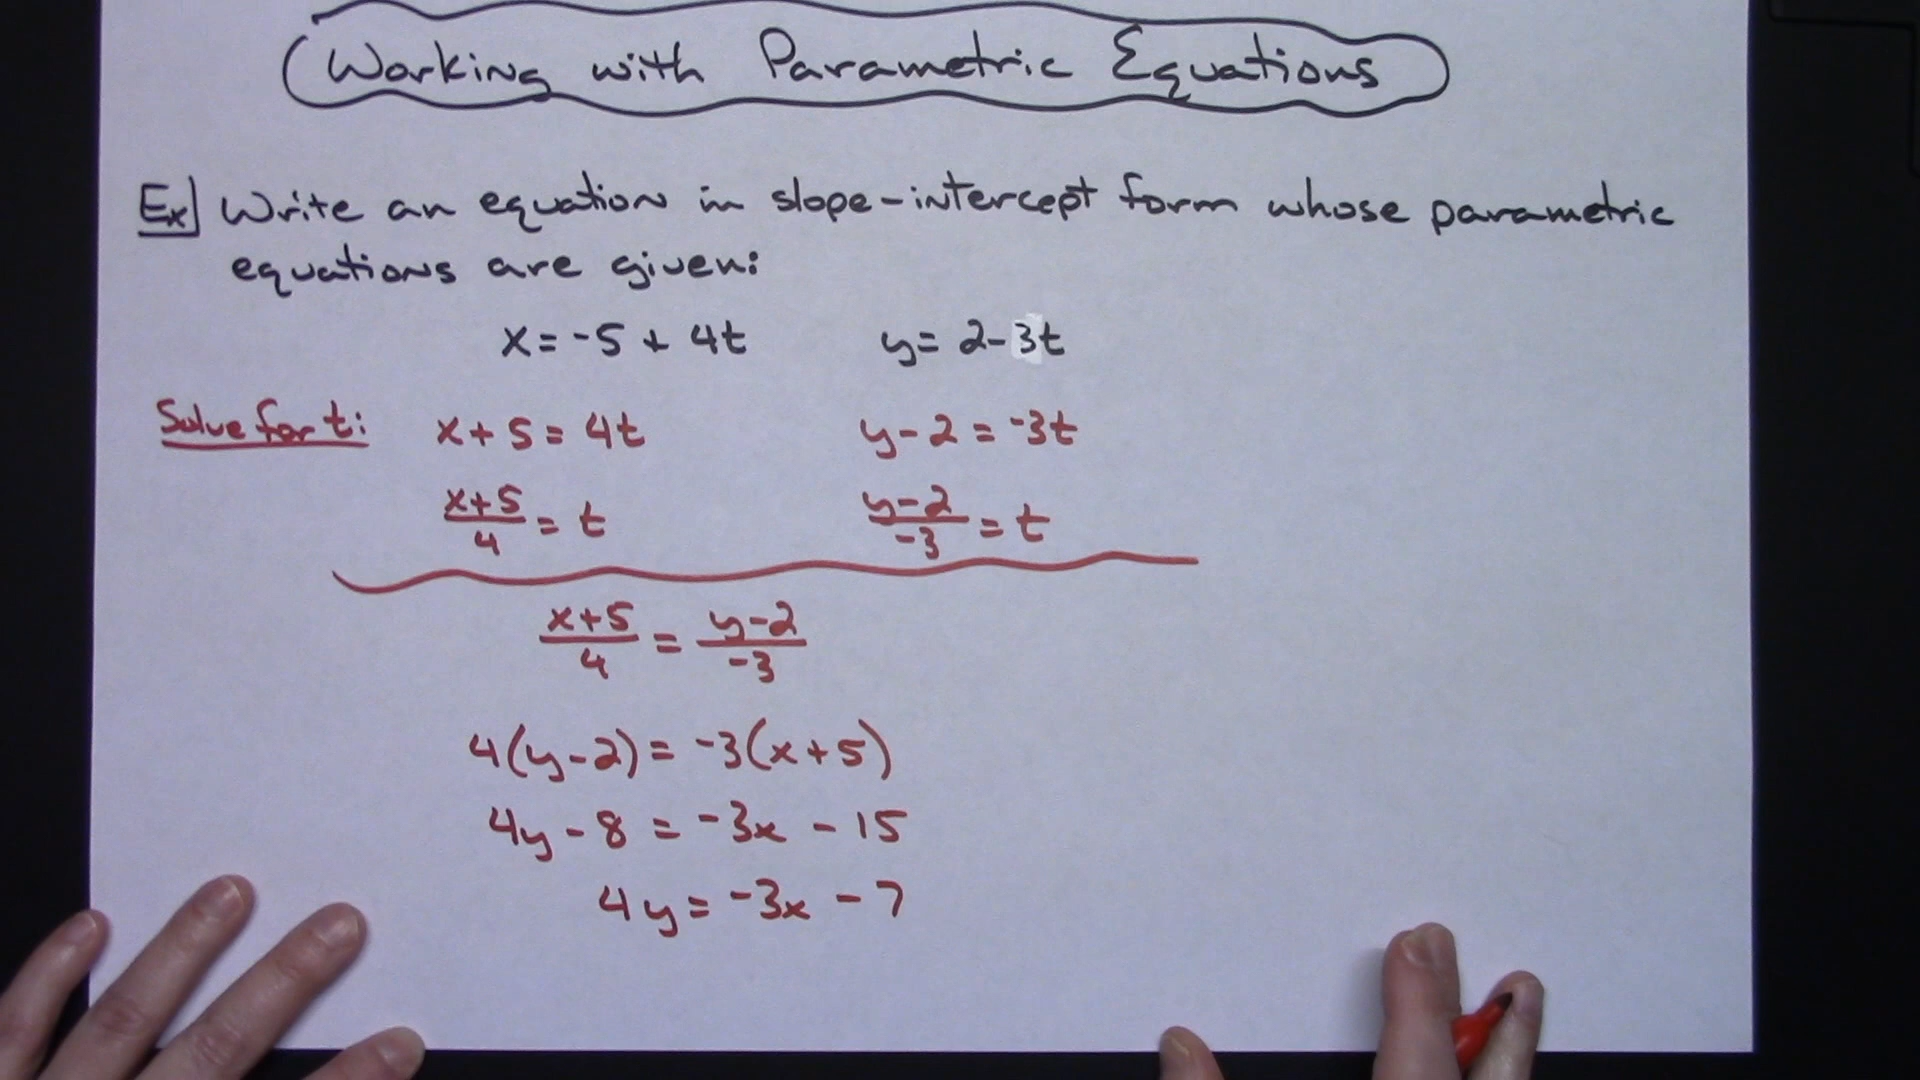 Working with Parametric Equations
Ex Write an equation in slope-intercept form whose parametric
equations are given:
x = -5 + 4t y = 2 - 3t
Solve for t: x + 5 = 4t y - 2 = -3t
(x+5)/4 = t (y-2)/-3 = t
(x+5)/4 = (y-2)/-3
4(y-2) = -3(x+5)
4y - 8 = -3x - 15
4y = -3x - 7